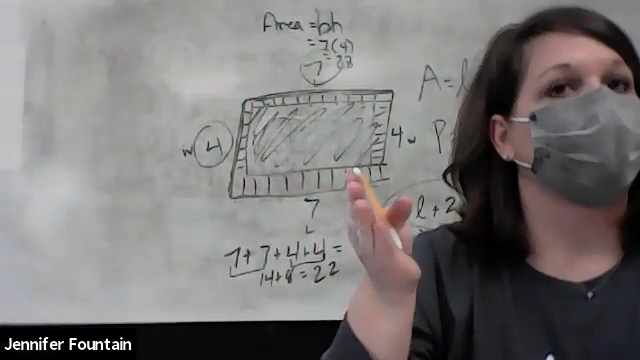 Area = bh
= 7(4)
= 28
7
w 4
4 w
7
7 + 7 + 4 + 4 =
14 + 8 = 22
A = l
P
l + 2
Jennifer Fountain